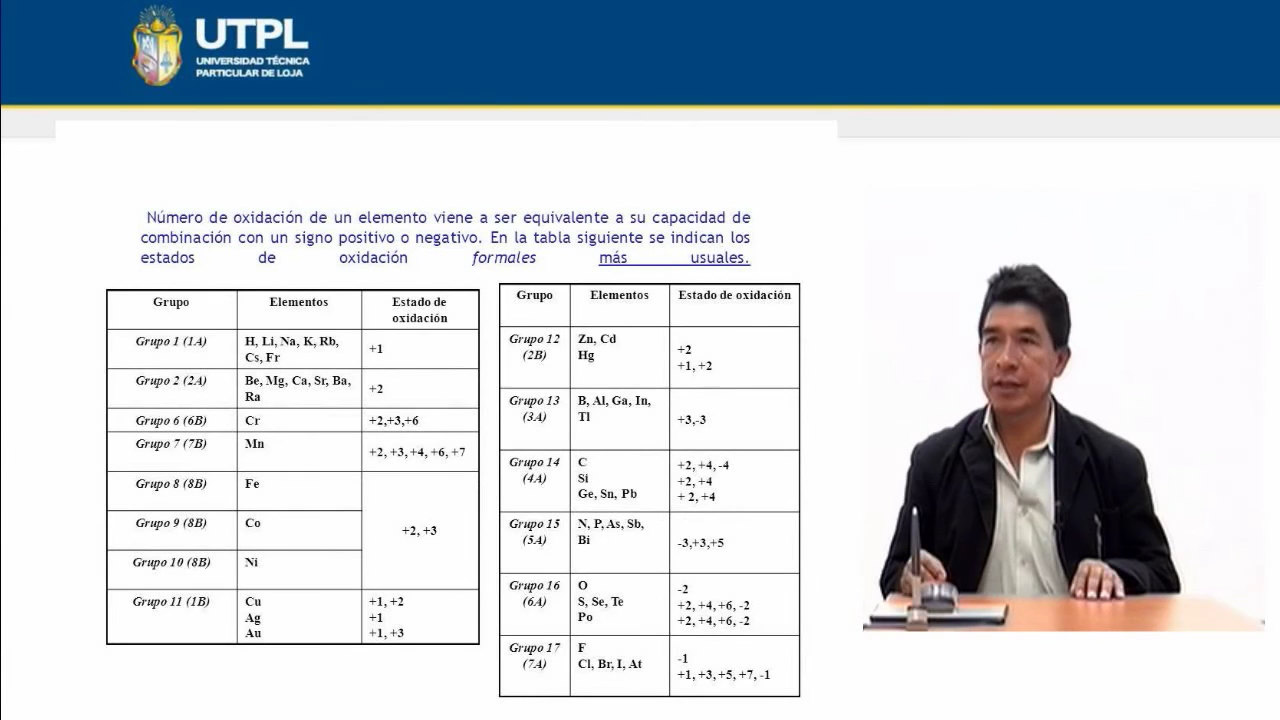 UTPL
UNIVERSIDAD TÉCNICA
PARTICULAR DE LOJA
Número de oxidación de un elemento viene a ser equivalente a su capacidad de
combinación con un signo positivo o negativo. En la tabla siguiente se indican los
estados de oxidación formales más usuales.
Grupo Elementos Estado de
oxidación
Grupo 1 (1A) H, Li, Na, K, Rb,
Cs, Fr +1
Grupo 2 (2A) Be, Mg, Ca, Sr, Ba,
Ra +2
Grupo 6 (6B) Cr +2,+3,+6
Grupo 7 (7B) Mn +2, +3, +4, +6, +7
Grupo 8 (8B) Fe
Grupo 9 (8B) Co +2, +3
Grupo 10 (8B) Ni
Grupo 11 (1B) Cu +1, +2
Ag +1
Au +1, +3
Grupo Elementos Estado de oxidación
Grupo 12 Zn, Cd
(2B) Hg +2
+1, +2
Grupo 13 B, Al, Ga, In,
(3A) Tl +3,-3
Grupo 14 C +2, +4, -4
(4A) Si +2, +4
Ge, Sn, Pb + 2, +4
Grupo 15 N, P, As, Sb,
(5A) Bi -3,+3,+5
Grupo 16 O -2
(6A) S, Se, Te +2, +4, +6, -2
Po +2, +4, +6, -2
Grupo 17 F -1
(7A) Cl, Br, I, At +1, +3, +5, +7, -1